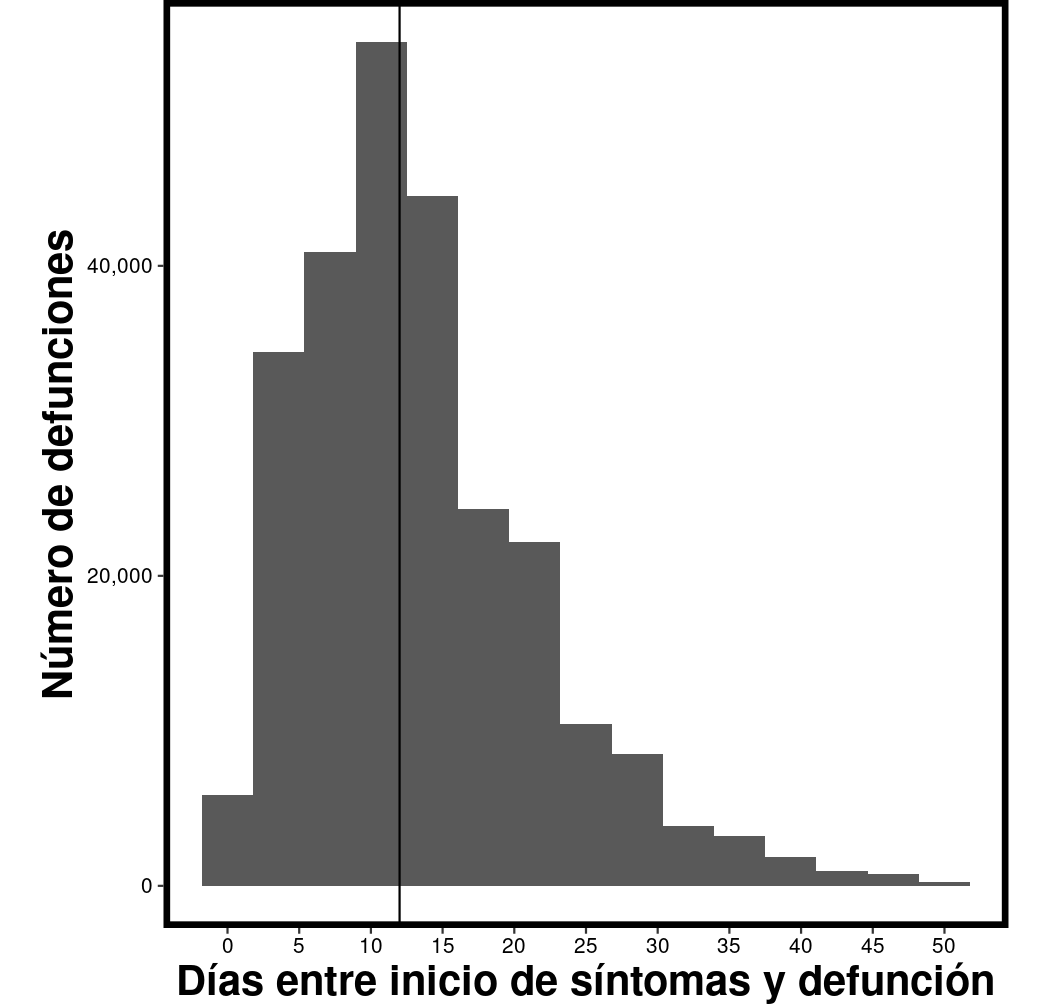 Número de defunciones
40,000
20,000
0
0 5 10 15 20 25 30 35 40 45 50
Días entre inicio de síntomas y defunción